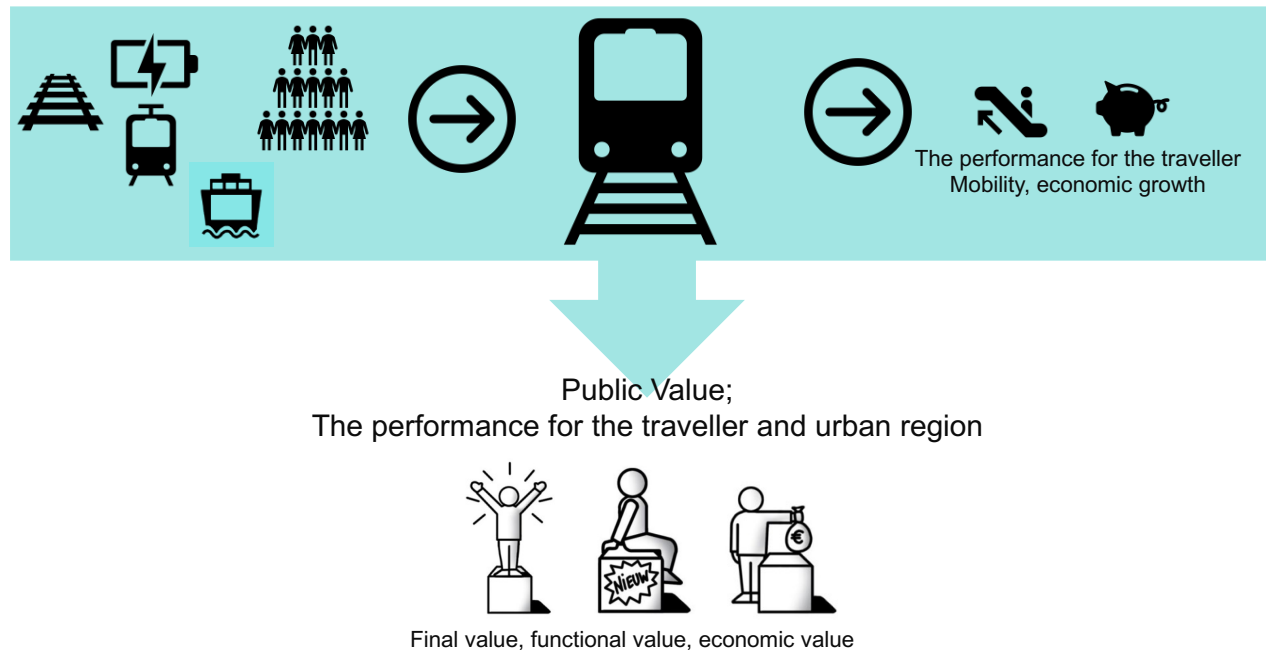 The performance for the traveller
Mobility, economic growth
Public Value;
The performance for the traveller and urban region
NIEUW
€
Final value, functional value, economic value